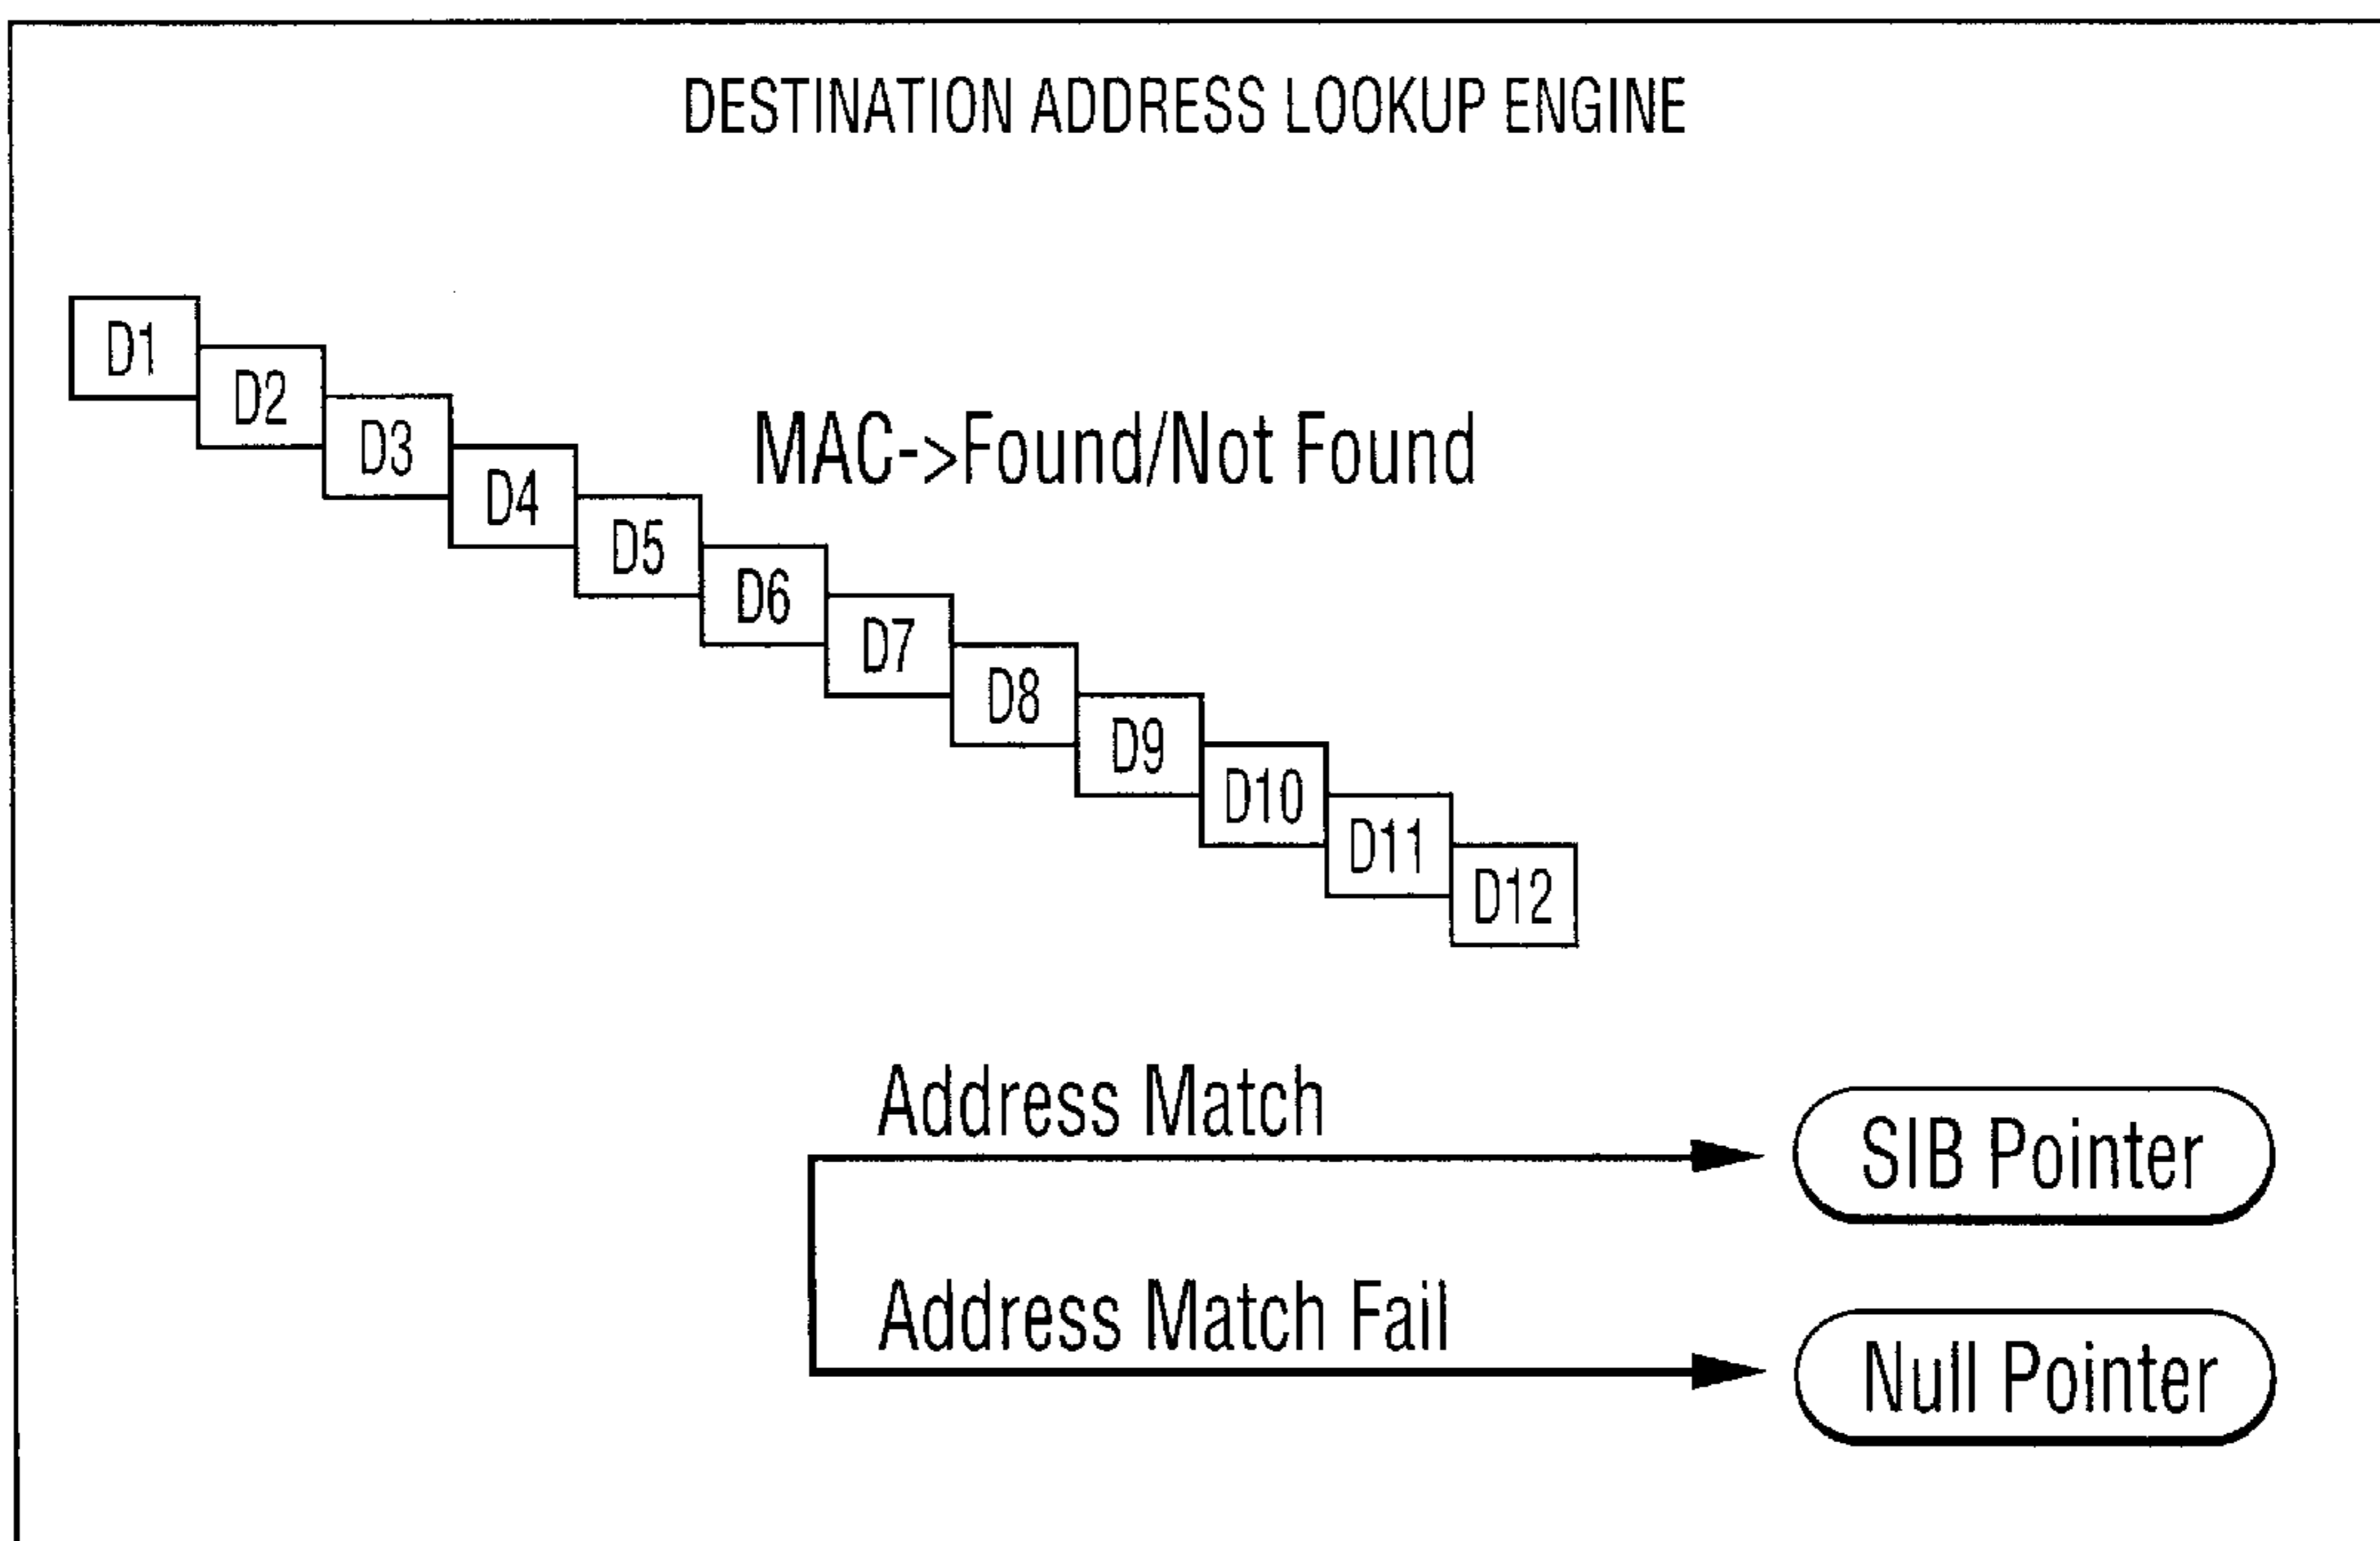 DESTINATION ADDRESS LOOKUP ENGINE
D1
D2
D3
MAC->Found/Not Found
D4
D5
D6
D7
D8
D9
D10
D11
D12
Address Match
SIB Pointer
Address Match Fail
Null Pointer